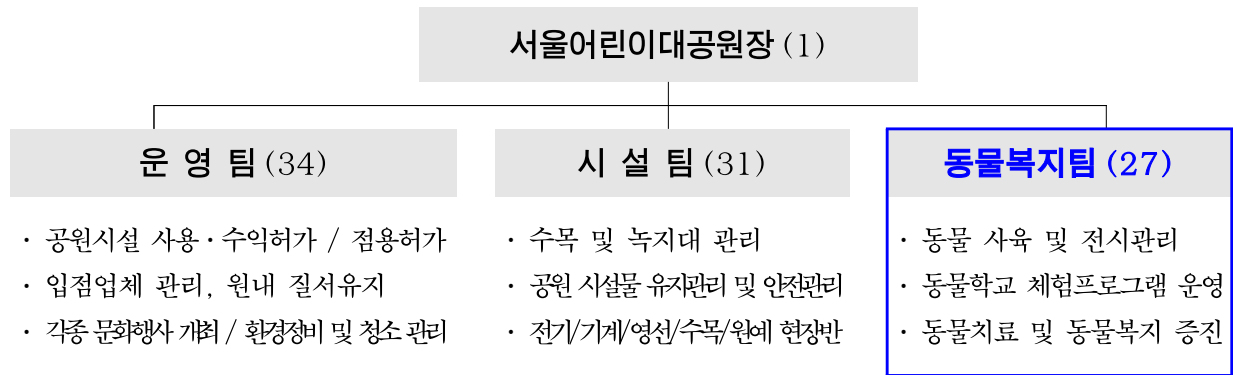 서울어린이대공원장 (1)
운 영 팀 (34)
· 공원시설 사용 · 수익허가 / 점용허가
· 입점업체 관리, 원내 질서유지
· 각종 문화행사 개최 / 환경정비 및 청소 관리
시 설 팀 (31)
· 수목 및 녹지대 관리
· 공원 시설물 유지관리 및 안전관리
· 전기/기계/영선/수목/원예 현장반
동물복지팀 (27)
· 동물 사육 및 전시관리
· 동물학교 체험프로그램 운영
· 동물치료 및 동물복지 증진